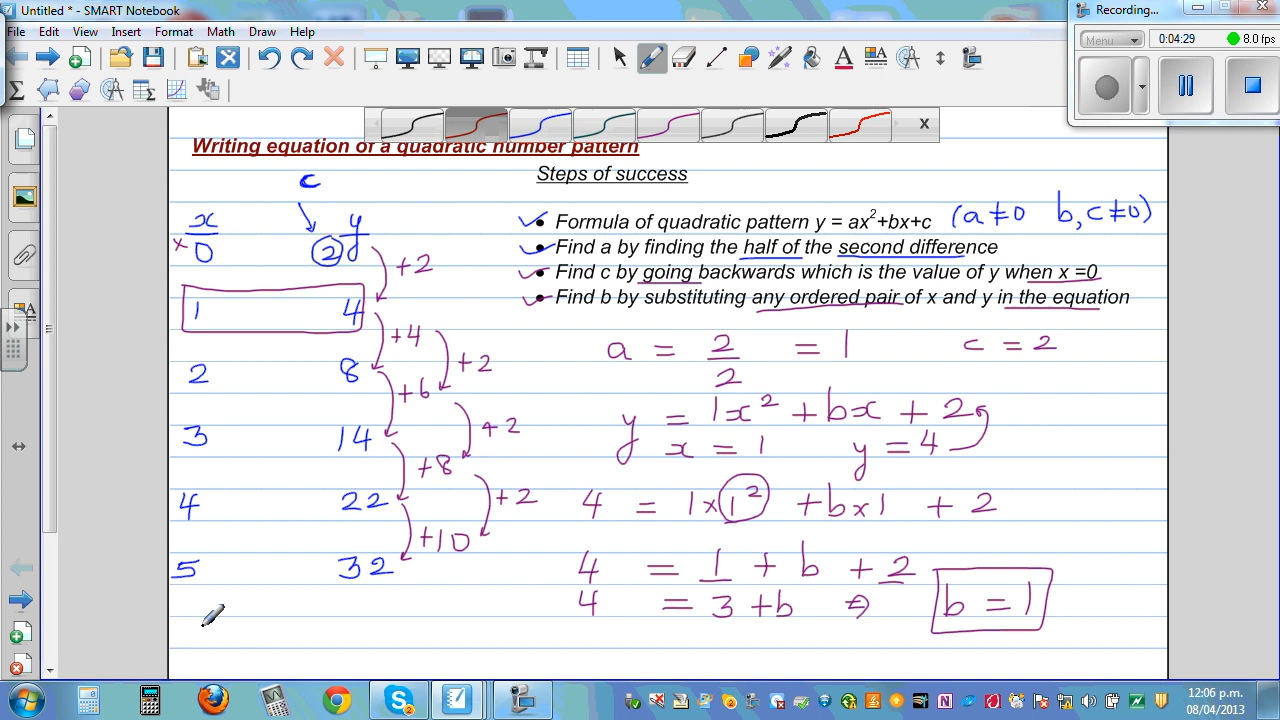 Untitled * - SMART Notebook
Recording...
File Edit View Insert Format Math Draw Help
Menu
0:04:29
8.0 fps
x
Writing equation of a quadratic number pattern
Steps of success
c
x y
Formula of quadratic pattern y = ax²+bx+c (a ≠ 0 b, c ≠ 0)
Find a by finding the half of the second difference
Find c by going backwards which is the value of y when x =0
Find b by substituting any ordered pair of x and y in the equation
× 0 2
+2
1 4
+4
+2
2 8
+6
+2
3 14
+8
+2
4 22
+10
5 32
a = 2/2 = 1 c = 2
y = 1x² + bx + 2
x = 1 y = 4
4 = 1 × 1² + b × 1 + 2
4 = 1 + b + 2
4 = 3 + b ⇒ b = 1
12:06 p.m.
08/04/2013